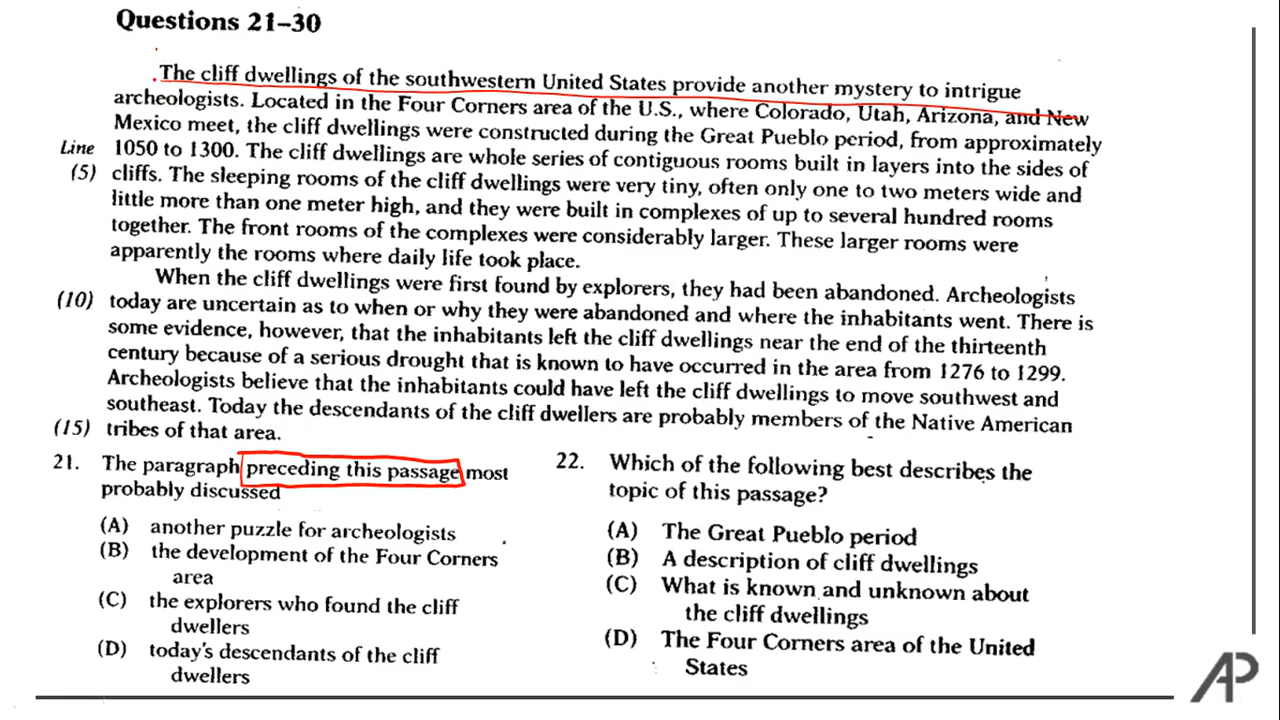 Questions 21–30
The cliff dwellings of the southwestern United States provide another mystery to intrigue
archeologists. Located in the Four Corners area of the U.S., where Colorado, Utah, Arizona, and New
Mexico meet, the cliff dwellings were constructed during the Great Pueblo period, from approximately
Line 1050 to 1300. The cliff dwellings are whole series of contiguous rooms built in layers into the sides of
(5) cliffs. The sleeping rooms of the cliff dwellings were very tiny, often only one to two meters wide and
little more than one meter high, and they were built in complexes of up to several hundred rooms
together. The front rooms of the complexes were considerably larger. These larger rooms were
apparently the rooms where daily life took place.
When the cliff dwellings were first found by explorers, they had been abandoned. Archeologists
(10) today are uncertain as to when or why they were abandoned and where the inhabitants went. There is
some evidence, however, that the inhabitants left the cliff dwellings near the end of the thirteenth
century because of a serious drought that is known to have occurred in the area from 1276 to 1299.
Archeologists believe that the inhabitants could have left the cliff dwellings to move southwest and
southeast. Today the descendants of the cliff dwellers are probably members of the Native American
(15) tribes of that area.
21. The paragraph preceding this passage most
probably discussed
(A) another puzzle for archeologists
(B) the development of the Four Corners
area
(C) the explorers who found the cliff
dwellers
(D) today's descendants of the cliff
dwellers
22. Which of the following best describes the
topic of this passage?
(A) The Great Pueblo period
(B) A description of cliff dwellings
(C) What is known and unknown about
the cliff dwellings
(D) The Four Corners area of the United
States
AP